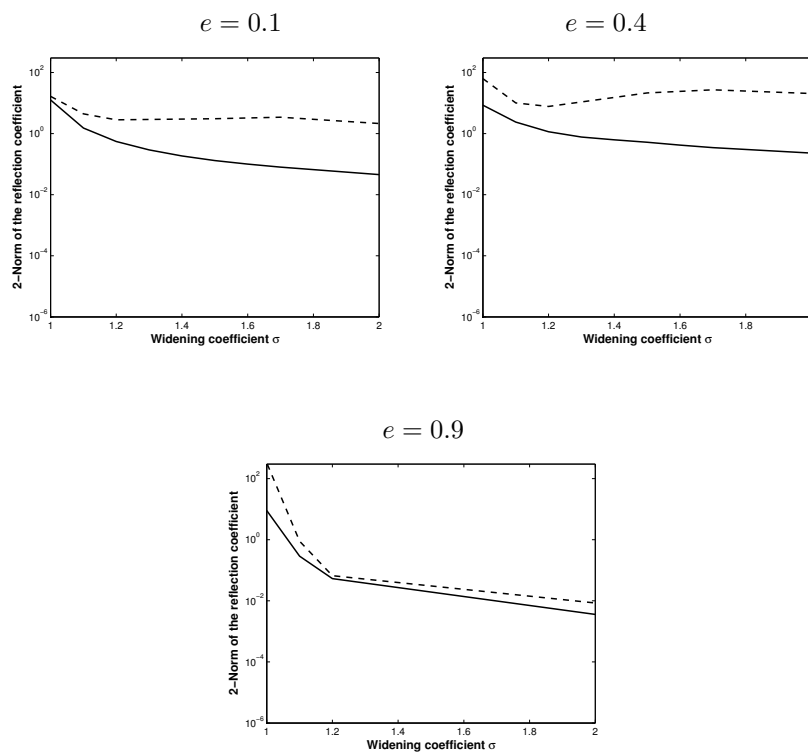 e = 0.1
10^2
10^0
10^−2
10^−4
10^−6
2−Norm of the reflection coefficient
1 1.2 1.4 1.6 1.8 2
Widening coefficient σ
e = 0.4
10^2
10^0
10^−2
10^−4
10^−6
2−Norm of the reflection coefficient
1 1.2 1.4 1.6 1.8
Widening coefficient σ
e = 0.9
10^2
10^0
10^−2
10^−4
10^−6
2−Norm of the reflection coefficient
1 1.2 1.4 1.6 1.8 2
Widening coefficient σ